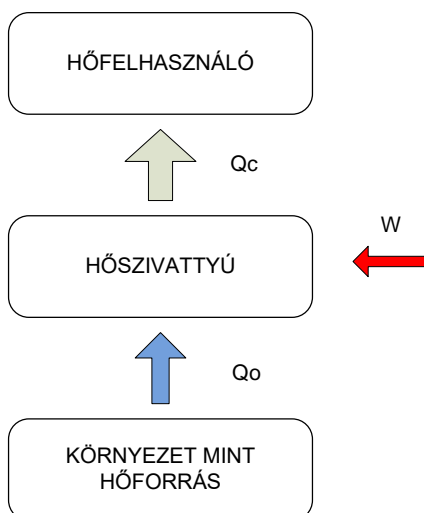 HŐFELHASZNÁLÓ
Qc
W
HŐSZIVATTYÚ
Qo
KÖRNYEZET MINT
HŐFORRÁS